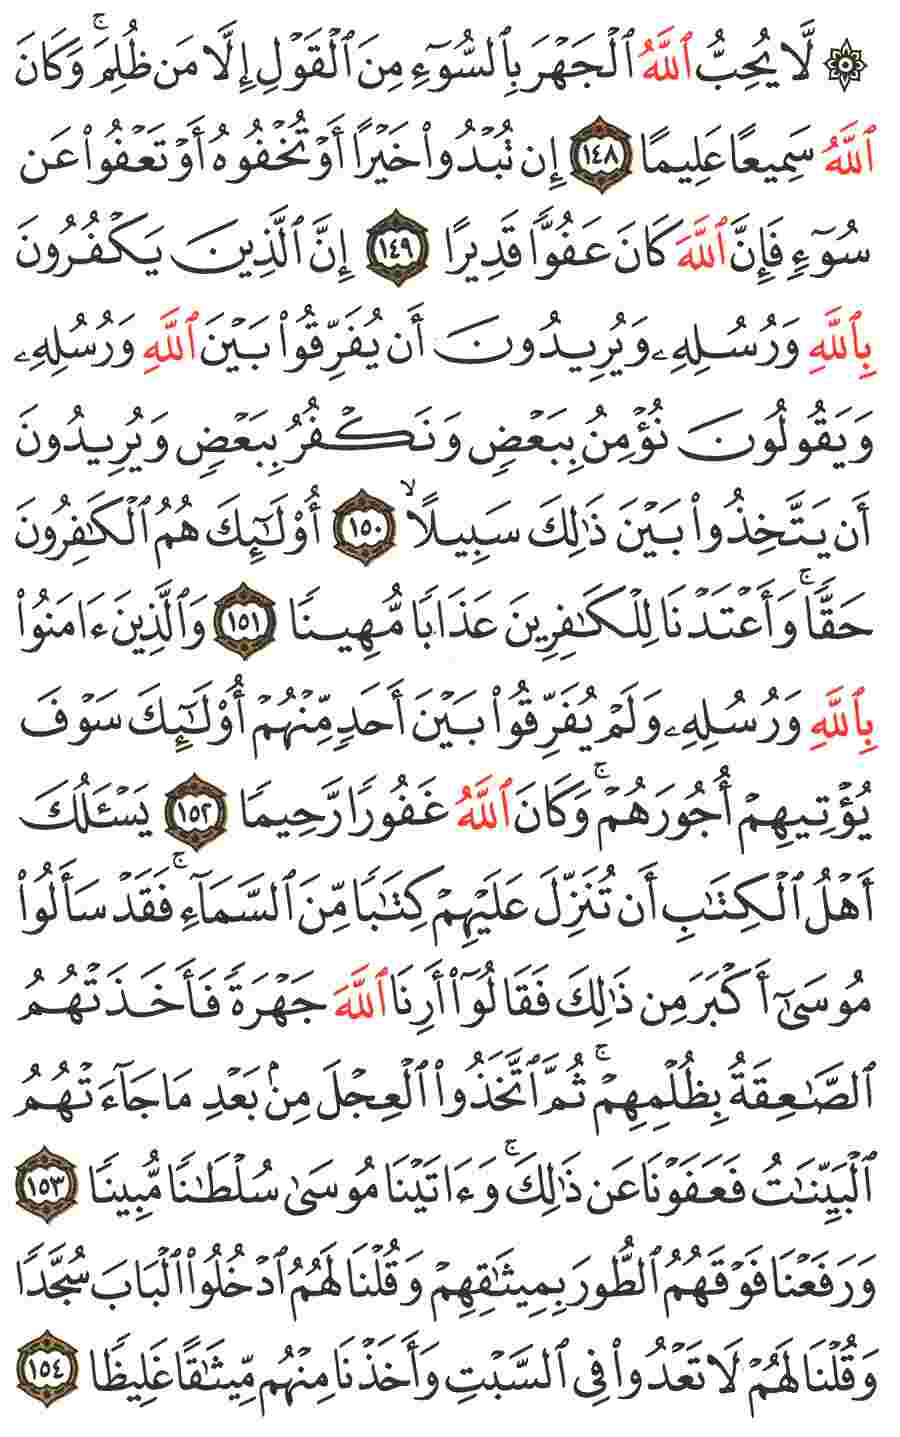 ۞ لَّا يُحِبُّ ٱللَّهُ ٱلْجَهْرَ بِٱلسُّوٓءِ مِنَ ٱلْقَوْلِ إِلَّا مَن ظُلِمَ ۚ وَكَانَ
ٱللَّهُ سَمِيعًا عَلِيمًا ١٤٨ إِن تُبْدُوا۟ خَيْرًا أَوْ تُخْفُوهُ أَوْ تَعْفُوا۟ عَن
سُوٓءٍ فَإِنَّ ٱللَّهَ كَانَ عَفُوًّا قَدِيرًا ١٤٩ إِنَّ ٱلَّذِينَ يَكْفُرُونَ
بِٱللَّهِ وَرُسُلِهِۦ وَيُرِيدُونَ أَن يُفَرِّقُوا۟ بَيْنَ ٱللَّهِ وَرُسُلِهِۦ
وَيَقُولُونَ نُؤْمِنُ بِبَعْضٍ وَنَكْفُرُ بِبَعْضٍ وَيُرِيدُونَ
أَن يَتَّخِذُوا۟ بَيْنَ ذَٰلِكَ سَبِيلًا ۙ ١٥٠ أُو۟لَـٰٓئِكَ هُمُ ٱلْكَـٰفِرُونَ
حَقًّا ۚ وَأَعْتَدْنَا لِلْكَـٰفِرِينَ عَذَابًا مُّهِينًا ١٥١ وَٱلَّذِينَ ءَامَنُوا۟
بِٱللَّهِ وَرُسُلِهِۦ وَلَمْ يُفَرِّقُوا۟ بَيْنَ أَحَدٍ مِّنْهُمْ أُو۟لَـٰٓئِكَ سَوْفَ
يُؤْتِيهِمْ أُجُورَهُمْ ۚ وَكَانَ ٱللَّهُ غَفُورًا رَّحِيمًا ١٥٢ يَسْـَٔلُكَ
أَهْلُ ٱلْكِتَـٰبِ أَن تُنَزِّلَ عَلَيْهِمْ كِتَـٰبًا مِّنَ ٱلسَّمَآءِ ۚ فَقَدْ سَأَلُوا۟
مُوسَىٰٓ أَكْبَرَ مِن ذَٰلِكَ فَقَالُوٓا۟ أَرِنَا ٱللَّهَ جَهْرَةً فَأَخَذَتْهُمُ
ٱلصَّـٰعِقَةُ بِظُلْمِهِمْ ۚ ثُمَّ ٱتَّخَذُوا۟ ٱلْعِجْلَ مِنۢ بَعْدِ مَا جَآءَتْهُمُ
ٱلْبَيِّنَـٰتُ فَعَفَوْنَا عَن ذَٰلِكَ ۚ وَءَاتَيْنَا مُوسَىٰ سُلْطَـٰنًا مُّبِينًا ١٥٣
وَرَفَعْنَا فَوْقَهُمُ ٱلطُّورَ بِمِيثَـٰقِهِمْ وَقُلْنَا لَهُمُ ٱدْخُلُوا۟ ٱلْبَابَ سُجَّدًا
وَقُلْنَا لَهُمْ لَا تَعْدُوا۟ فِى ٱلسَّبْتِ وَأَخَذْنَا مِنْهُم مِّيثَـٰقًا غَلِيظًا ١٥٤